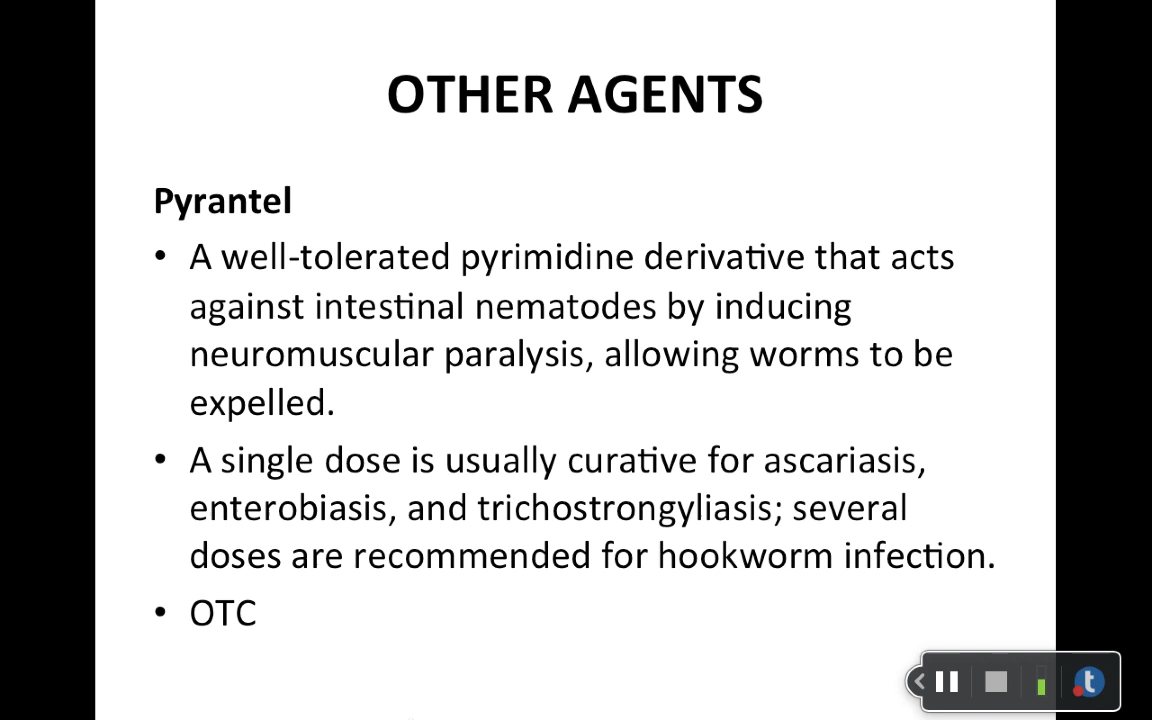 OTHER AGENTS
Pyrantel
• A well-tolerated pyrimidine derivative that acts
against intestinal nematodes by inducing
neuromuscular paralysis, allowing worms to be
expelled.
• A single dose is usually curative for ascariasis,
enterobiasis, and trichostrongyliasis; several
doses are recommended for hookworm infection.
• OTC
t